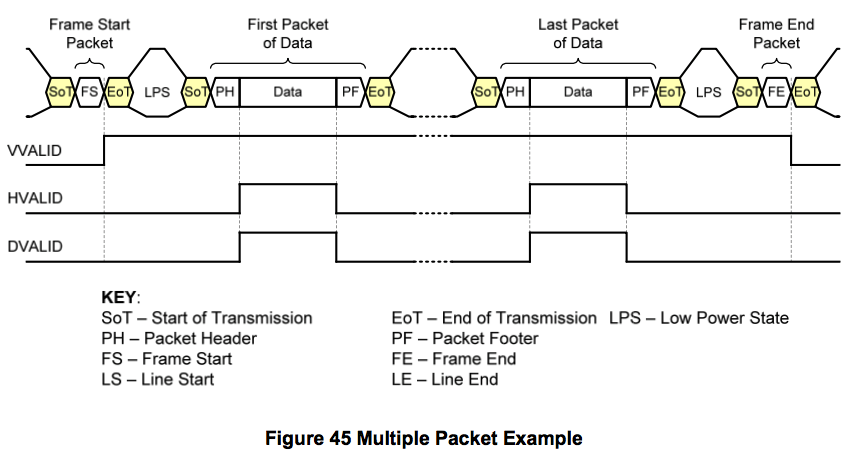 Frame Start
Packet
First Packet
of Data
Last Packet
of Data
Frame End
Packet
SoT FS EoT LPS SoT PH Data PF EoT SoT PH Data PF EoT LPS SoT FE EoT
VVALID
HVALID
DVALID
KEY:
SoT – Start of Transmission EoT – End of Transmission LPS – Low Power State
PH – Packet Header PF – Packet Footer
FS – Frame Start FE – Frame End
LS – Line Start LE – Line End
Figure 45 Multiple Packet Example